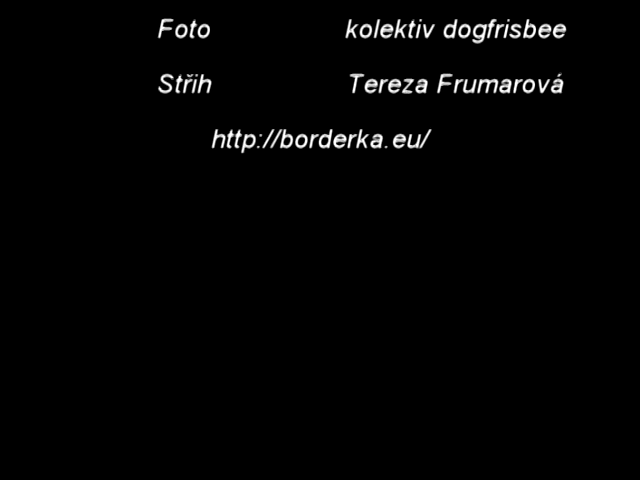 Foto kolektiv dogfrisbee
Střih Tereza Frumarová
http://borderka.eu/